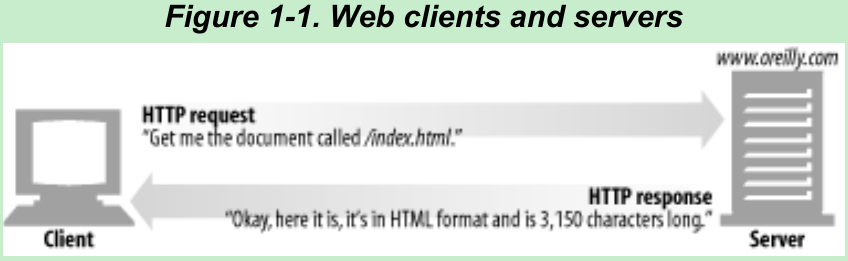 Figure 1-1. Web clients and servers
www.oreilly.com
HTTP request
“Get me the document called /index.html.”
HTTP response
“Okay, here it is, it’s in HTML format and is 3,150 characters long.”
Client
Server